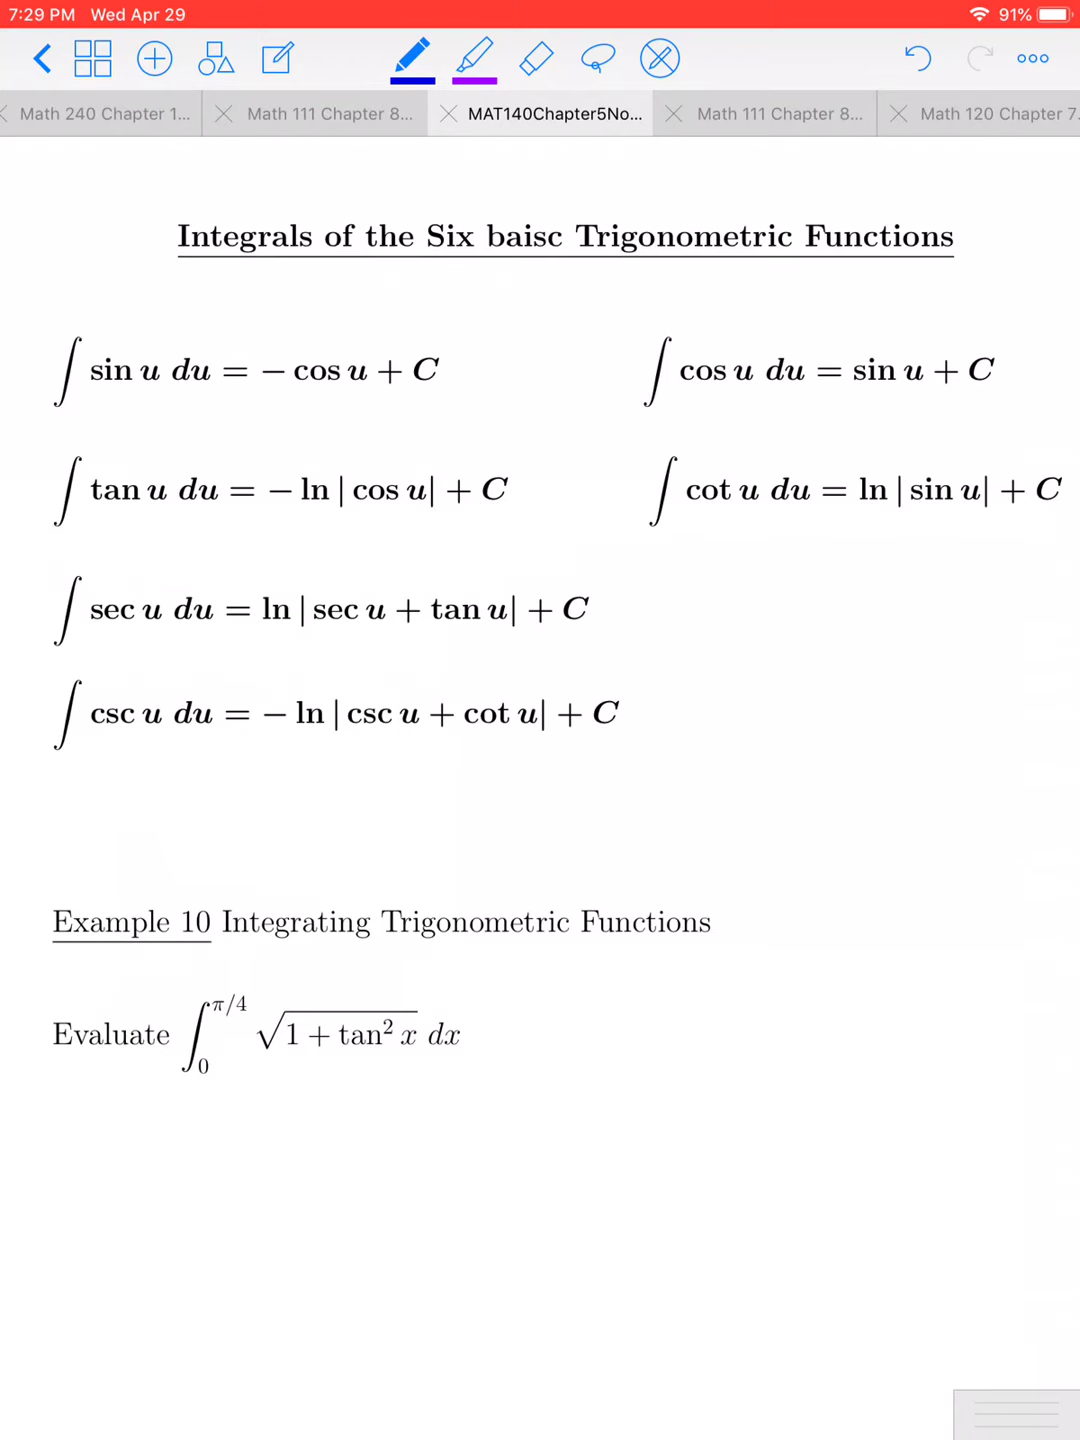 7:29 PM Wed Apr 29 91%
Math 240 Chapter 1... Math 111 Chapter 8... MAT140Chapter5No... Math 111 Chapter 8... Math 120 Chapter 7.
Integrals of the Six baisc Trigonometric Functions
∫ sin u du = − cos u + C ∫ cos u du = sin u + C
∫ tan u du = − ln | cos u| + C ∫ cot u du = ln | sin u| + C
∫ sec u du = ln | sec u + tan u| + C
∫ csc u du = − ln | csc u + cot u| + C
Example 10 Integrating Trigonometric Functions
Evaluate ∫₀^{π/4} √(1 + tan² x) dx